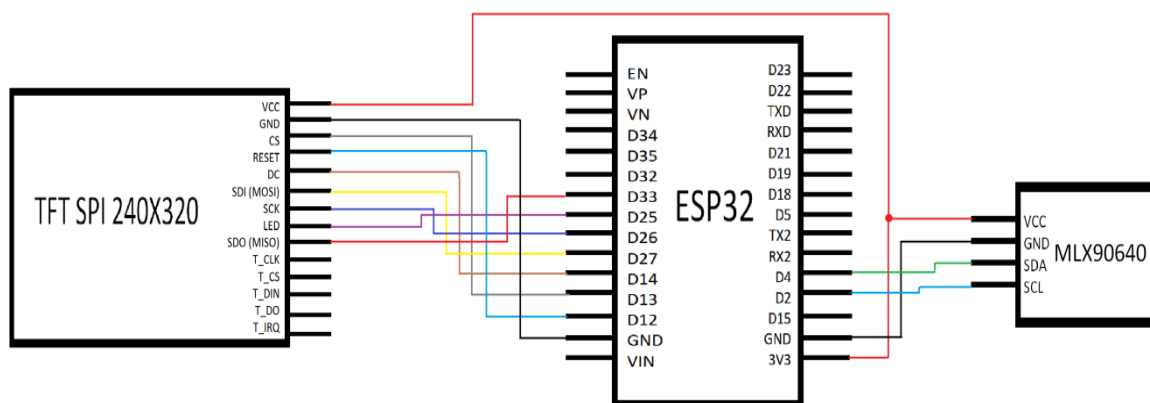 TFT SPI 240X320
VCC
GND
CS
RESET
DC
SDI (MOSI)
SCK
LED
SDO (MISO)
T_CLK
T_CS
T_DIN
T_DO
T_IRQ
ESP32
EN
VP
VN
D34
D35
D32
D33
D25
D26
D27
D14
D13
D12
GND
VIN
D23
D22
TXD
RXD
D21
D19
D18
D5
TX2
RX2
D4
D2
D15
GND
3V3
VCC
GND
SDA
SCL
MLX90640